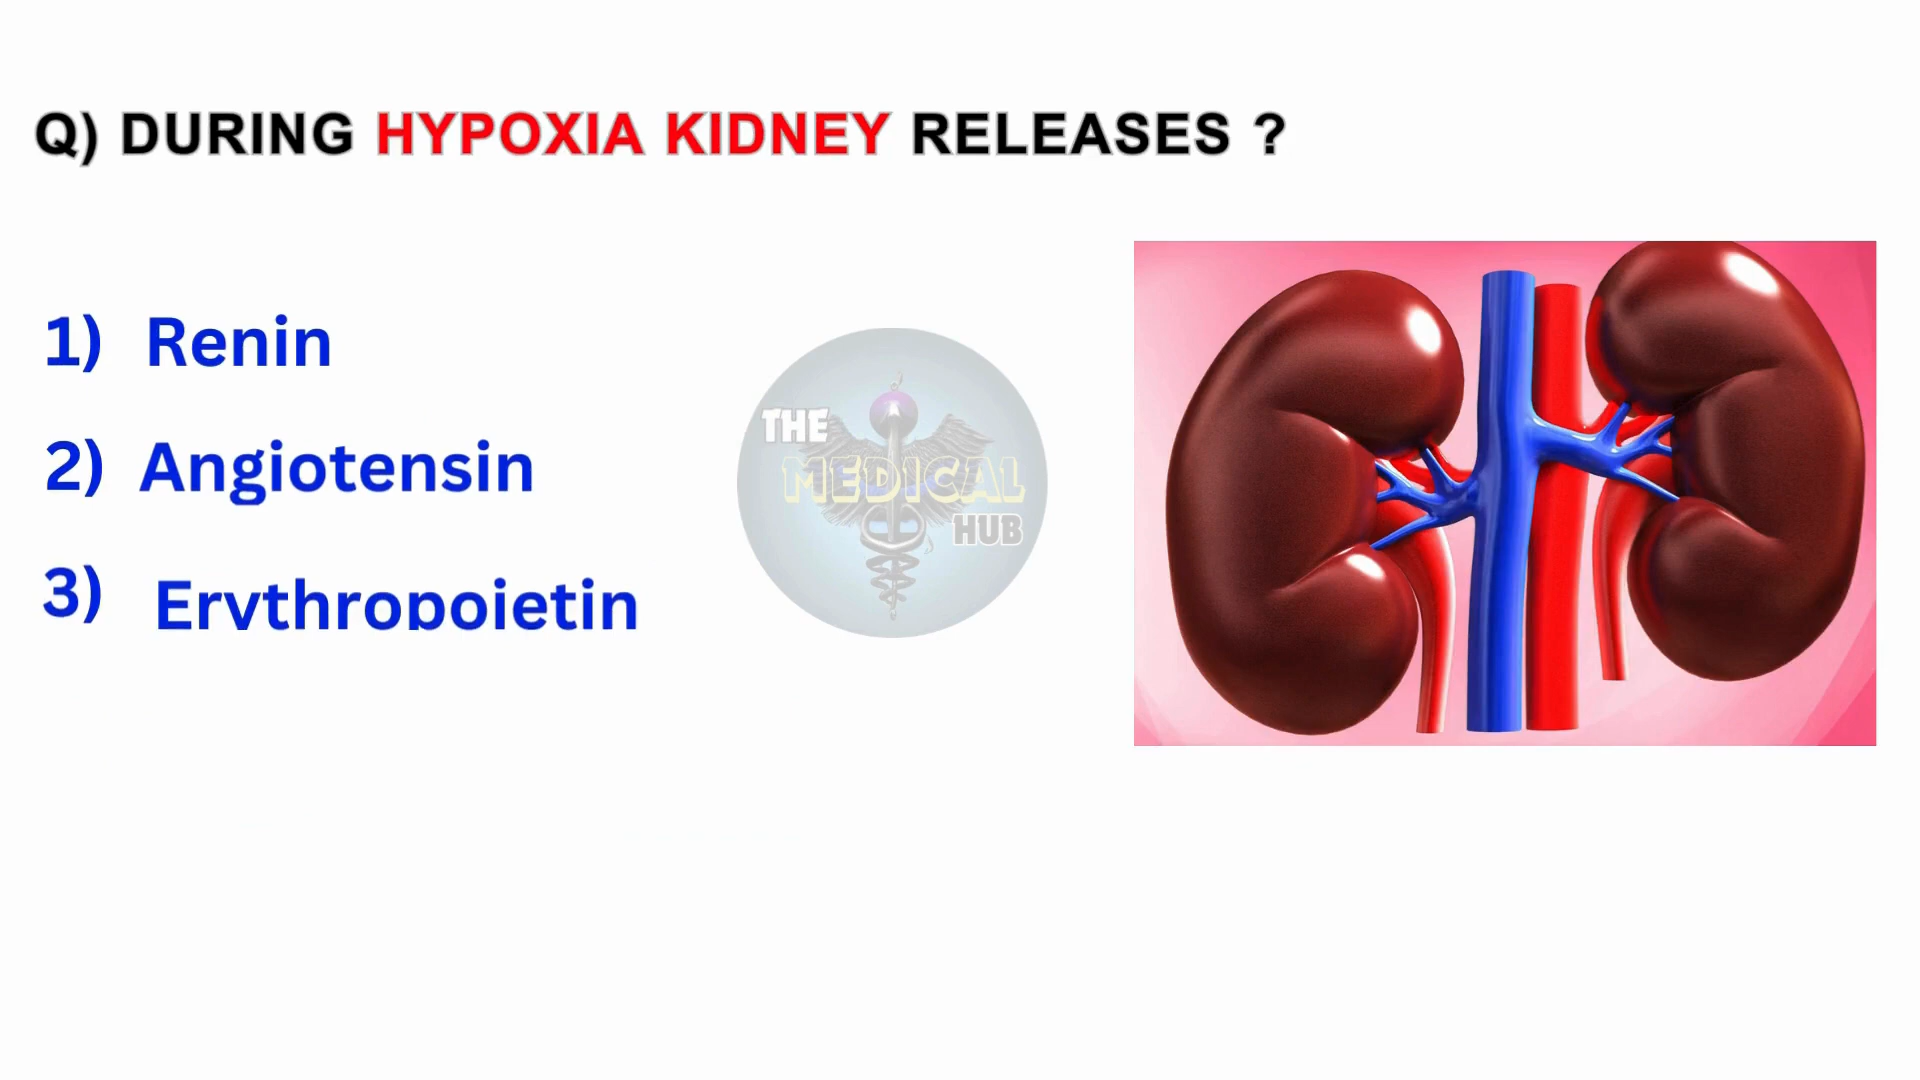 Q) DURING HYPOXIA KIDNEY RELEASES ?
1) Renin
2) Angiotensin
3) Erythropoietin
THE
MEDICAL
HUB